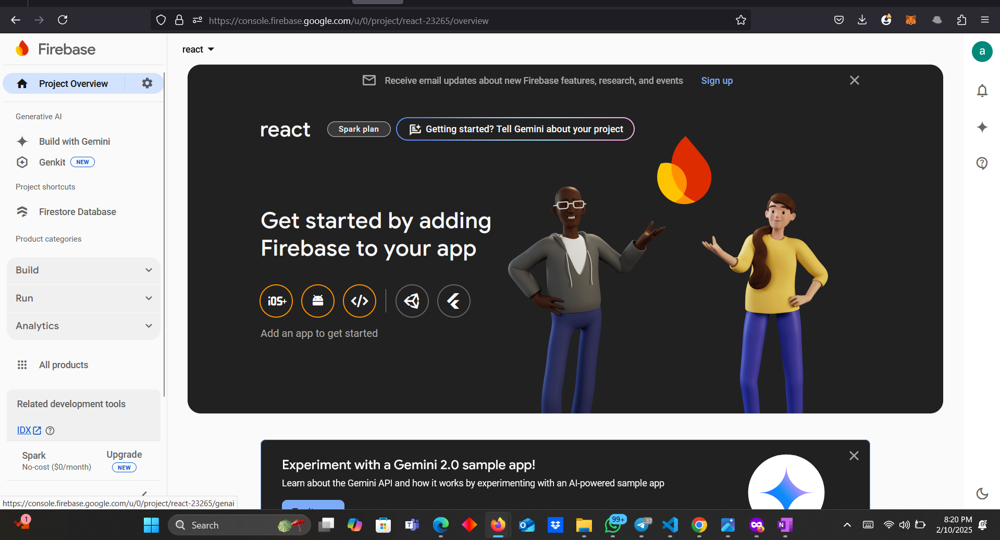 https://console.firebase.google.com/u/0/project/react-23265/overview
Firebase
Project Overview
Generative AI
Build with Gemini
Genkit NEW
Project shortcuts
Firestore Database
Product categories
Build
Run
Analytics
All products
Related development tools
IDX
Spark
No-cost ($0/month)
Upgrade
NEW
https://console.firebase.google.com/u/0/project/react-23265/genai
react
Receive email updates about new Firebase features, research, and events Sign up
react Spark plan Getting started? Tell Gemini about your project
Get started by adding
Firebase to your app
iOS+
Add an app to get started
Experiment with a Gemini 2.0 sample app!
Learn about the Gemini API and how it works by experimenting with an AI-powered sample app
a
1
Search
99+
..37
8:20 PM
2/10/2025